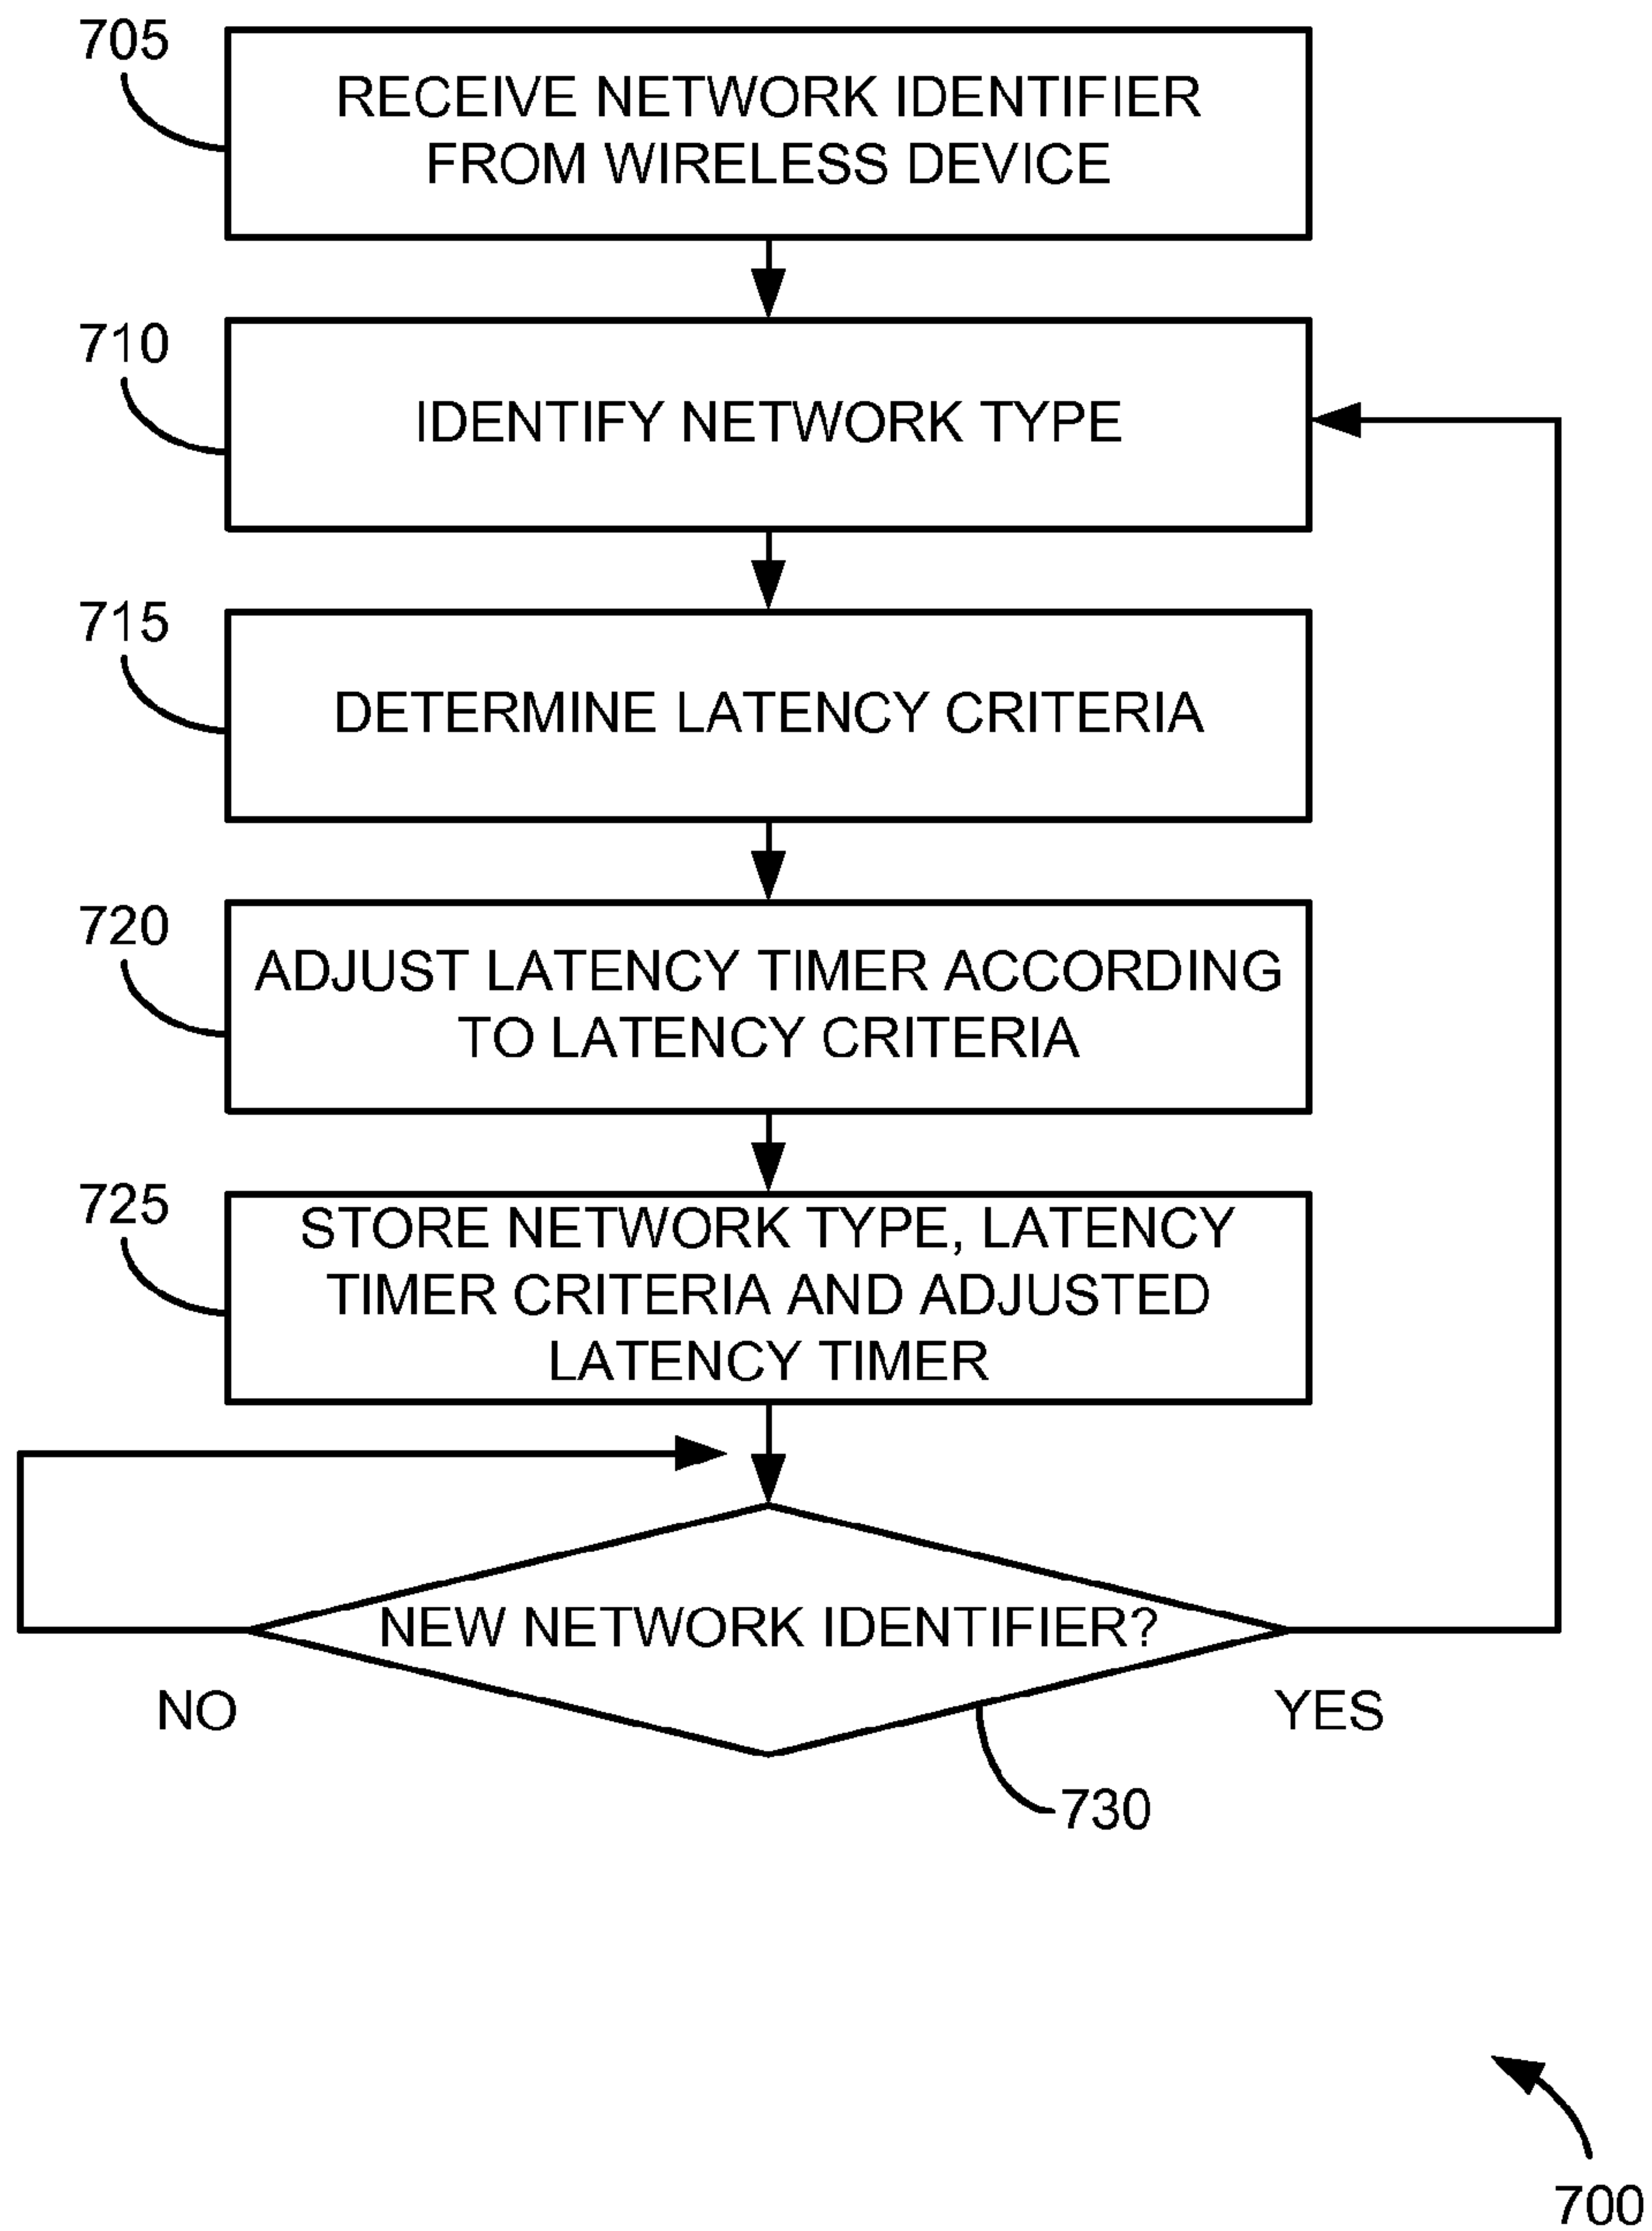 705
RECEIVE NETWORK IDENTIFIER
FROM WIRELESS DEVICE
710
IDENTIFY NETWORK TYPE
715
DETERMINE LATENCY CRITERIA
720
ADJUST LATENCY TIMER ACCORDING
TO LATENCY CRITERIA
725
STORE NETWORK TYPE, LATENCY
TIMER CRITERIA AND ADJUSTED
LATENCY TIMER
NEW NETWORK IDENTIFIER?
NO
YES
730
700